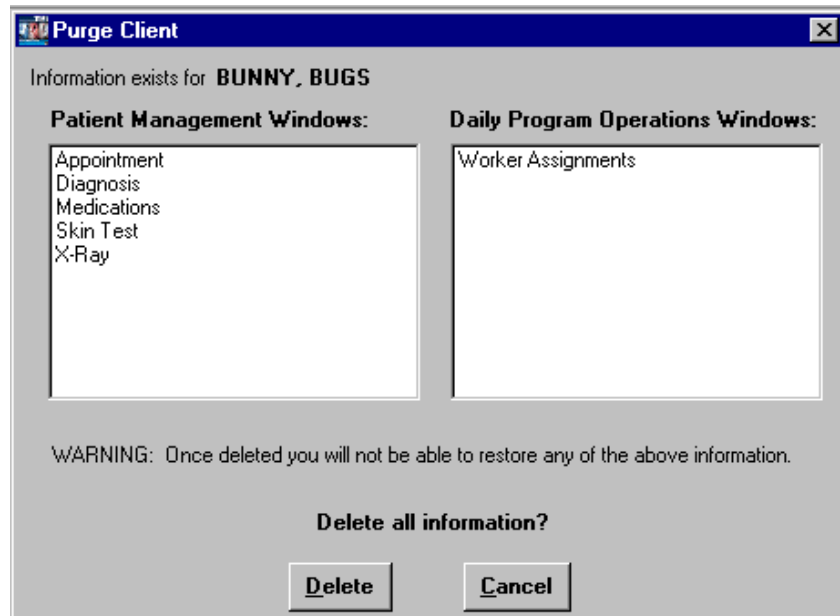 Purge Client
Information exists for BUNNY, BUGS
Patient Management Windows:
Daily Program Operations Windows:
Appointment
Diagnosis
Medications
Skin Test
X-Ray
Worker Assignments
WARNING: Once deleted you will not be able to restore any of the above information.
Delete all information?
Delete
Cancel